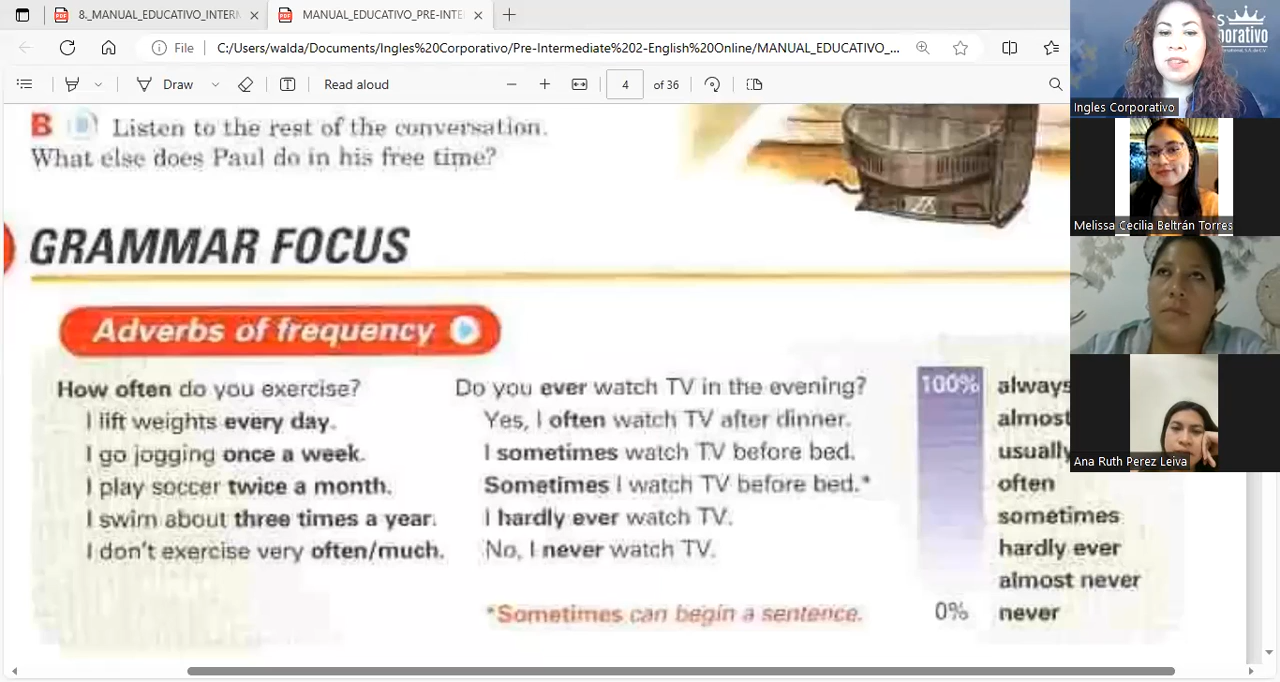 8._MANUAL_EDUCATIVO_INTERN
MANUAL_EDUCATIVO_PRE-INTE
File
C:/Users/walda/Documents/Ingles%20Corporativo/Pre-Intermediate%202-English%20Online/MANUAL_EDUCATIVO_...
Draw
Read aloud
4
of 36
B Listen to the rest of the conversation.
What else does Paul do in his free time?
GRAMMAR FOCUS
Adverbs of frequency
How often do you exercise?
I lift weights every day.
I go jogging once a week.
I play soccer twice a month.
I swim about three times a year.
I don't exercise very often/much.
Do you ever watch TV in the evening?
Yes, I often watch TV after dinner.
I sometimes watch TV before bed.
Sometimes I watch TV before bed.*
I hardly ever watch TV.
No, I never watch TV.
*Sometimes can begin a sentence.
100% always
almost
usually
often
sometimes
hardly ever
almost never
0% never
Ingles Corporativo
Melissa Cecilia Beltrán Torres
Ana Ruth Perez Leiva